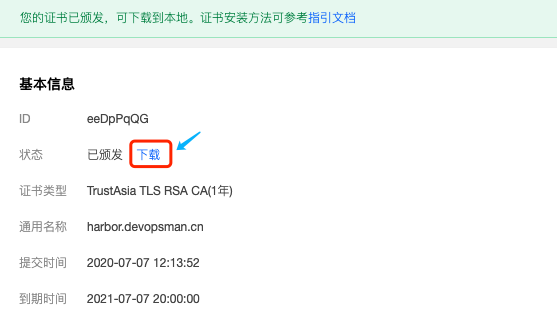 您的证书已颁发，可下载到本地。证书安装方法可参考指引文档
基本信息
ID eeDpPqQG
状态 已颁发 下载
证书类型 TrustAsia TLS RSA CA(1年)
通用名称 harbor.devopsman.cn
提交时间 2020-07-07 12:13:52
到期时间 2021-07-07 20:00:00